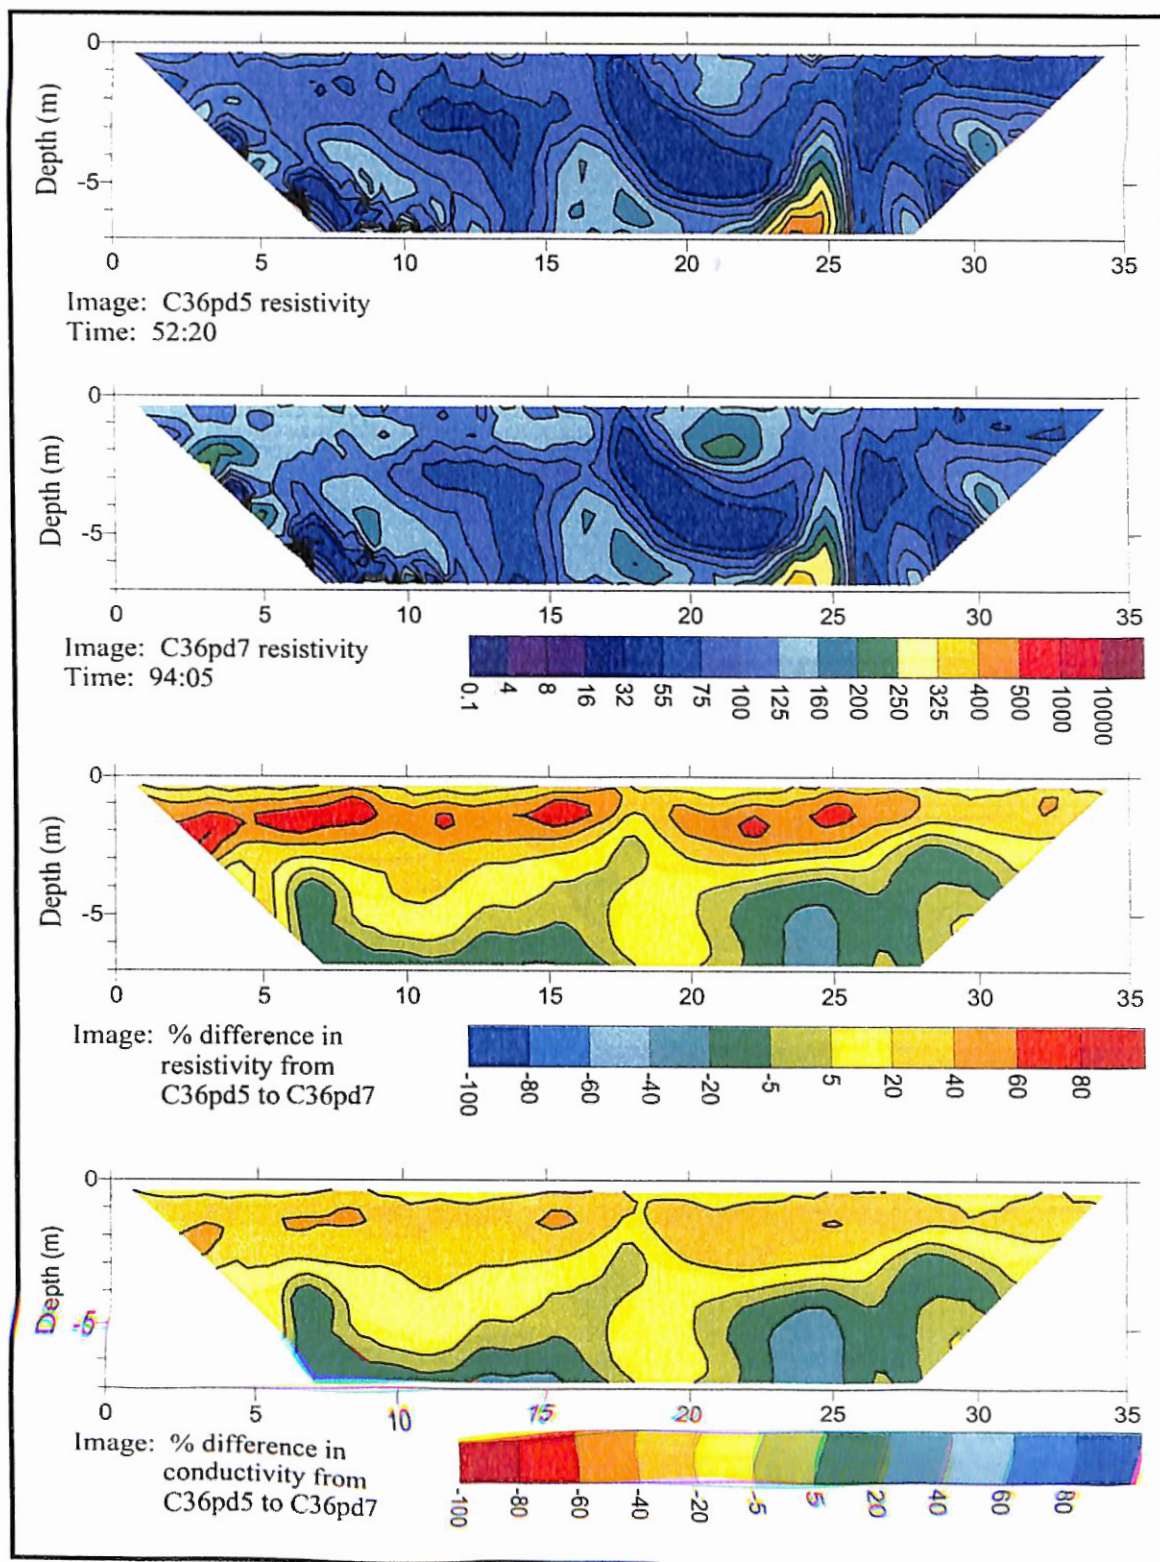 0
Depth (m)
-5
0 5 10 15 20 25 30 35
Image: C36pd5 resistivity
Time: 52:20
0
Depth (m)
-5
0 5 10 15 20 25 30 35
Image: C36pd7 resistivity
Time: 94:05
0.1 4 8 16 32 55 75 100 125 160 200 250 325 400 500 1000 10000
0
Depth (m)
-5
0 5 10 15 20 25 30 35
Image: % difference in
resistivity from
C36pd5 to C36pd7
-100 -80 -60 -40 -20 -5 5 20 40 60 80
0
Depth (m)
-5
0 5 10 15 20 25 30 35
Image: % difference in
conductivity from
C36pd5 to C36pd7
-100 -80 -60 -40 -20 -5 5 20 40 60 80